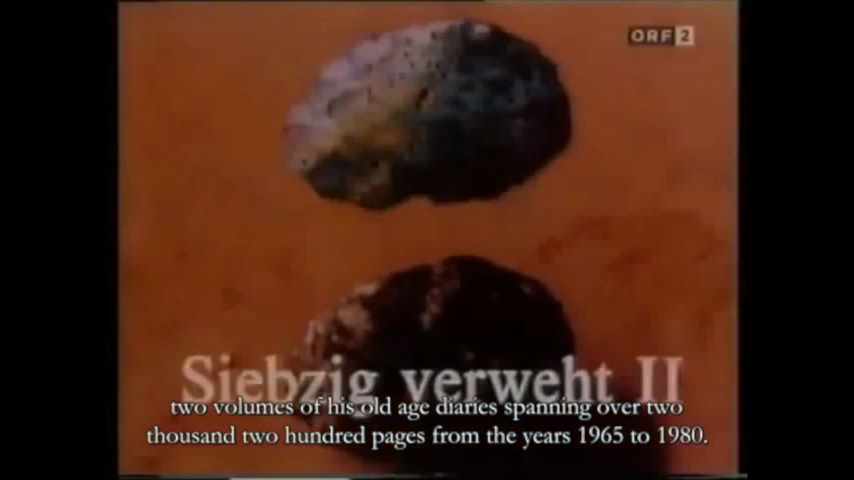 ORF 2
Siebzig verweht II
two volumes of his old age diaries spanning over two
thousand two hundred pages from the years 1965 to 1980.